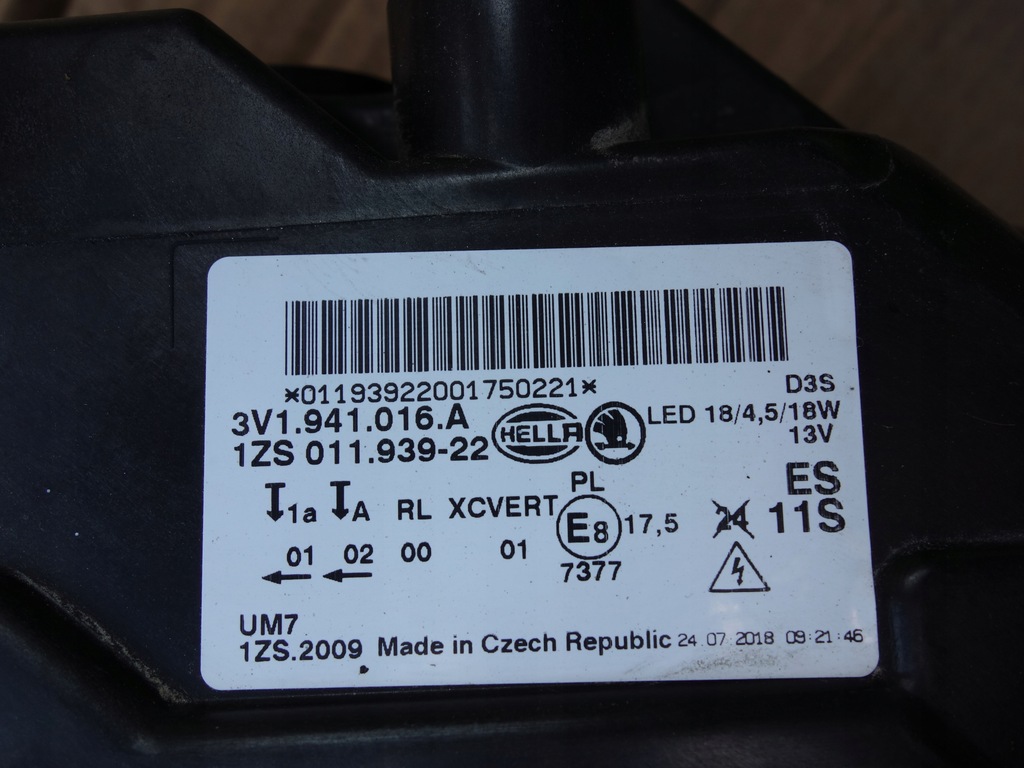 *011939220017502​21*
D3S
3V1.941.016.A
HELLA
LED 18/4,5/18W
1ZS 011.939-22
13V
PL
ES
1a A RL XCVERT E8 17,5 24 11S
01 02 00 01
7377
UM7
1ZS.2009 Made in Czech Republic 24.07.2018 09:21:46